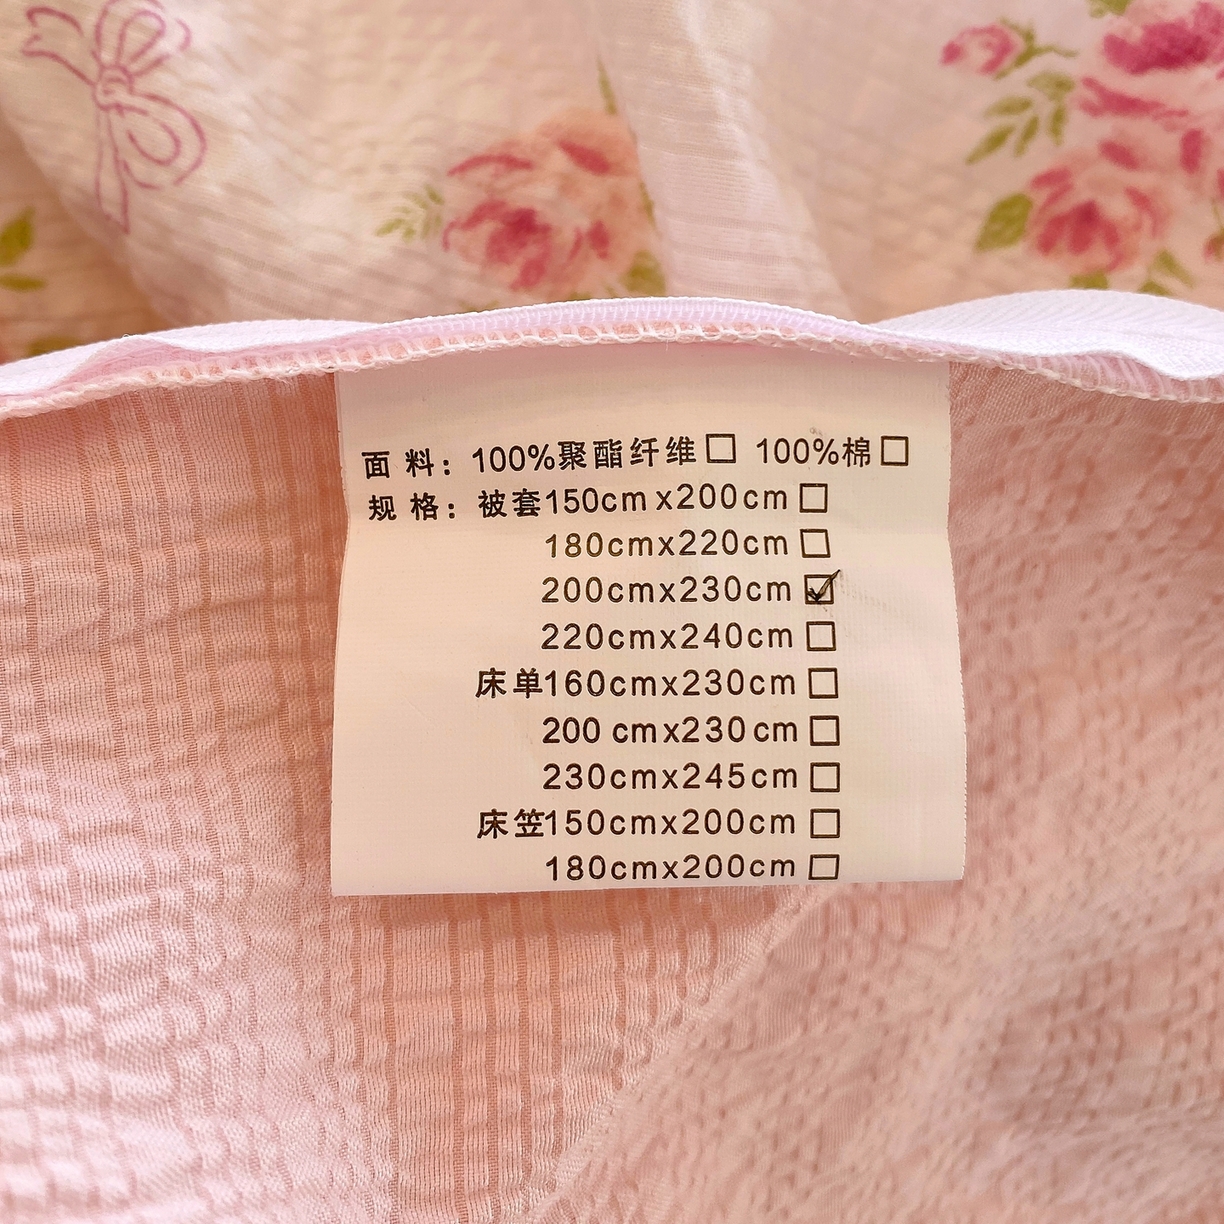 面 料：100%聚酯纤维□ 100%棉□
规 格：被套150cm x200cm □
180cmx220cm □
200cmx230cm ☑
220cmx240cm □
床单160cmx230cm □
200 cmx230cm □
230cmx245cm □
床笠150cmx200cm □
180cmx200cm □